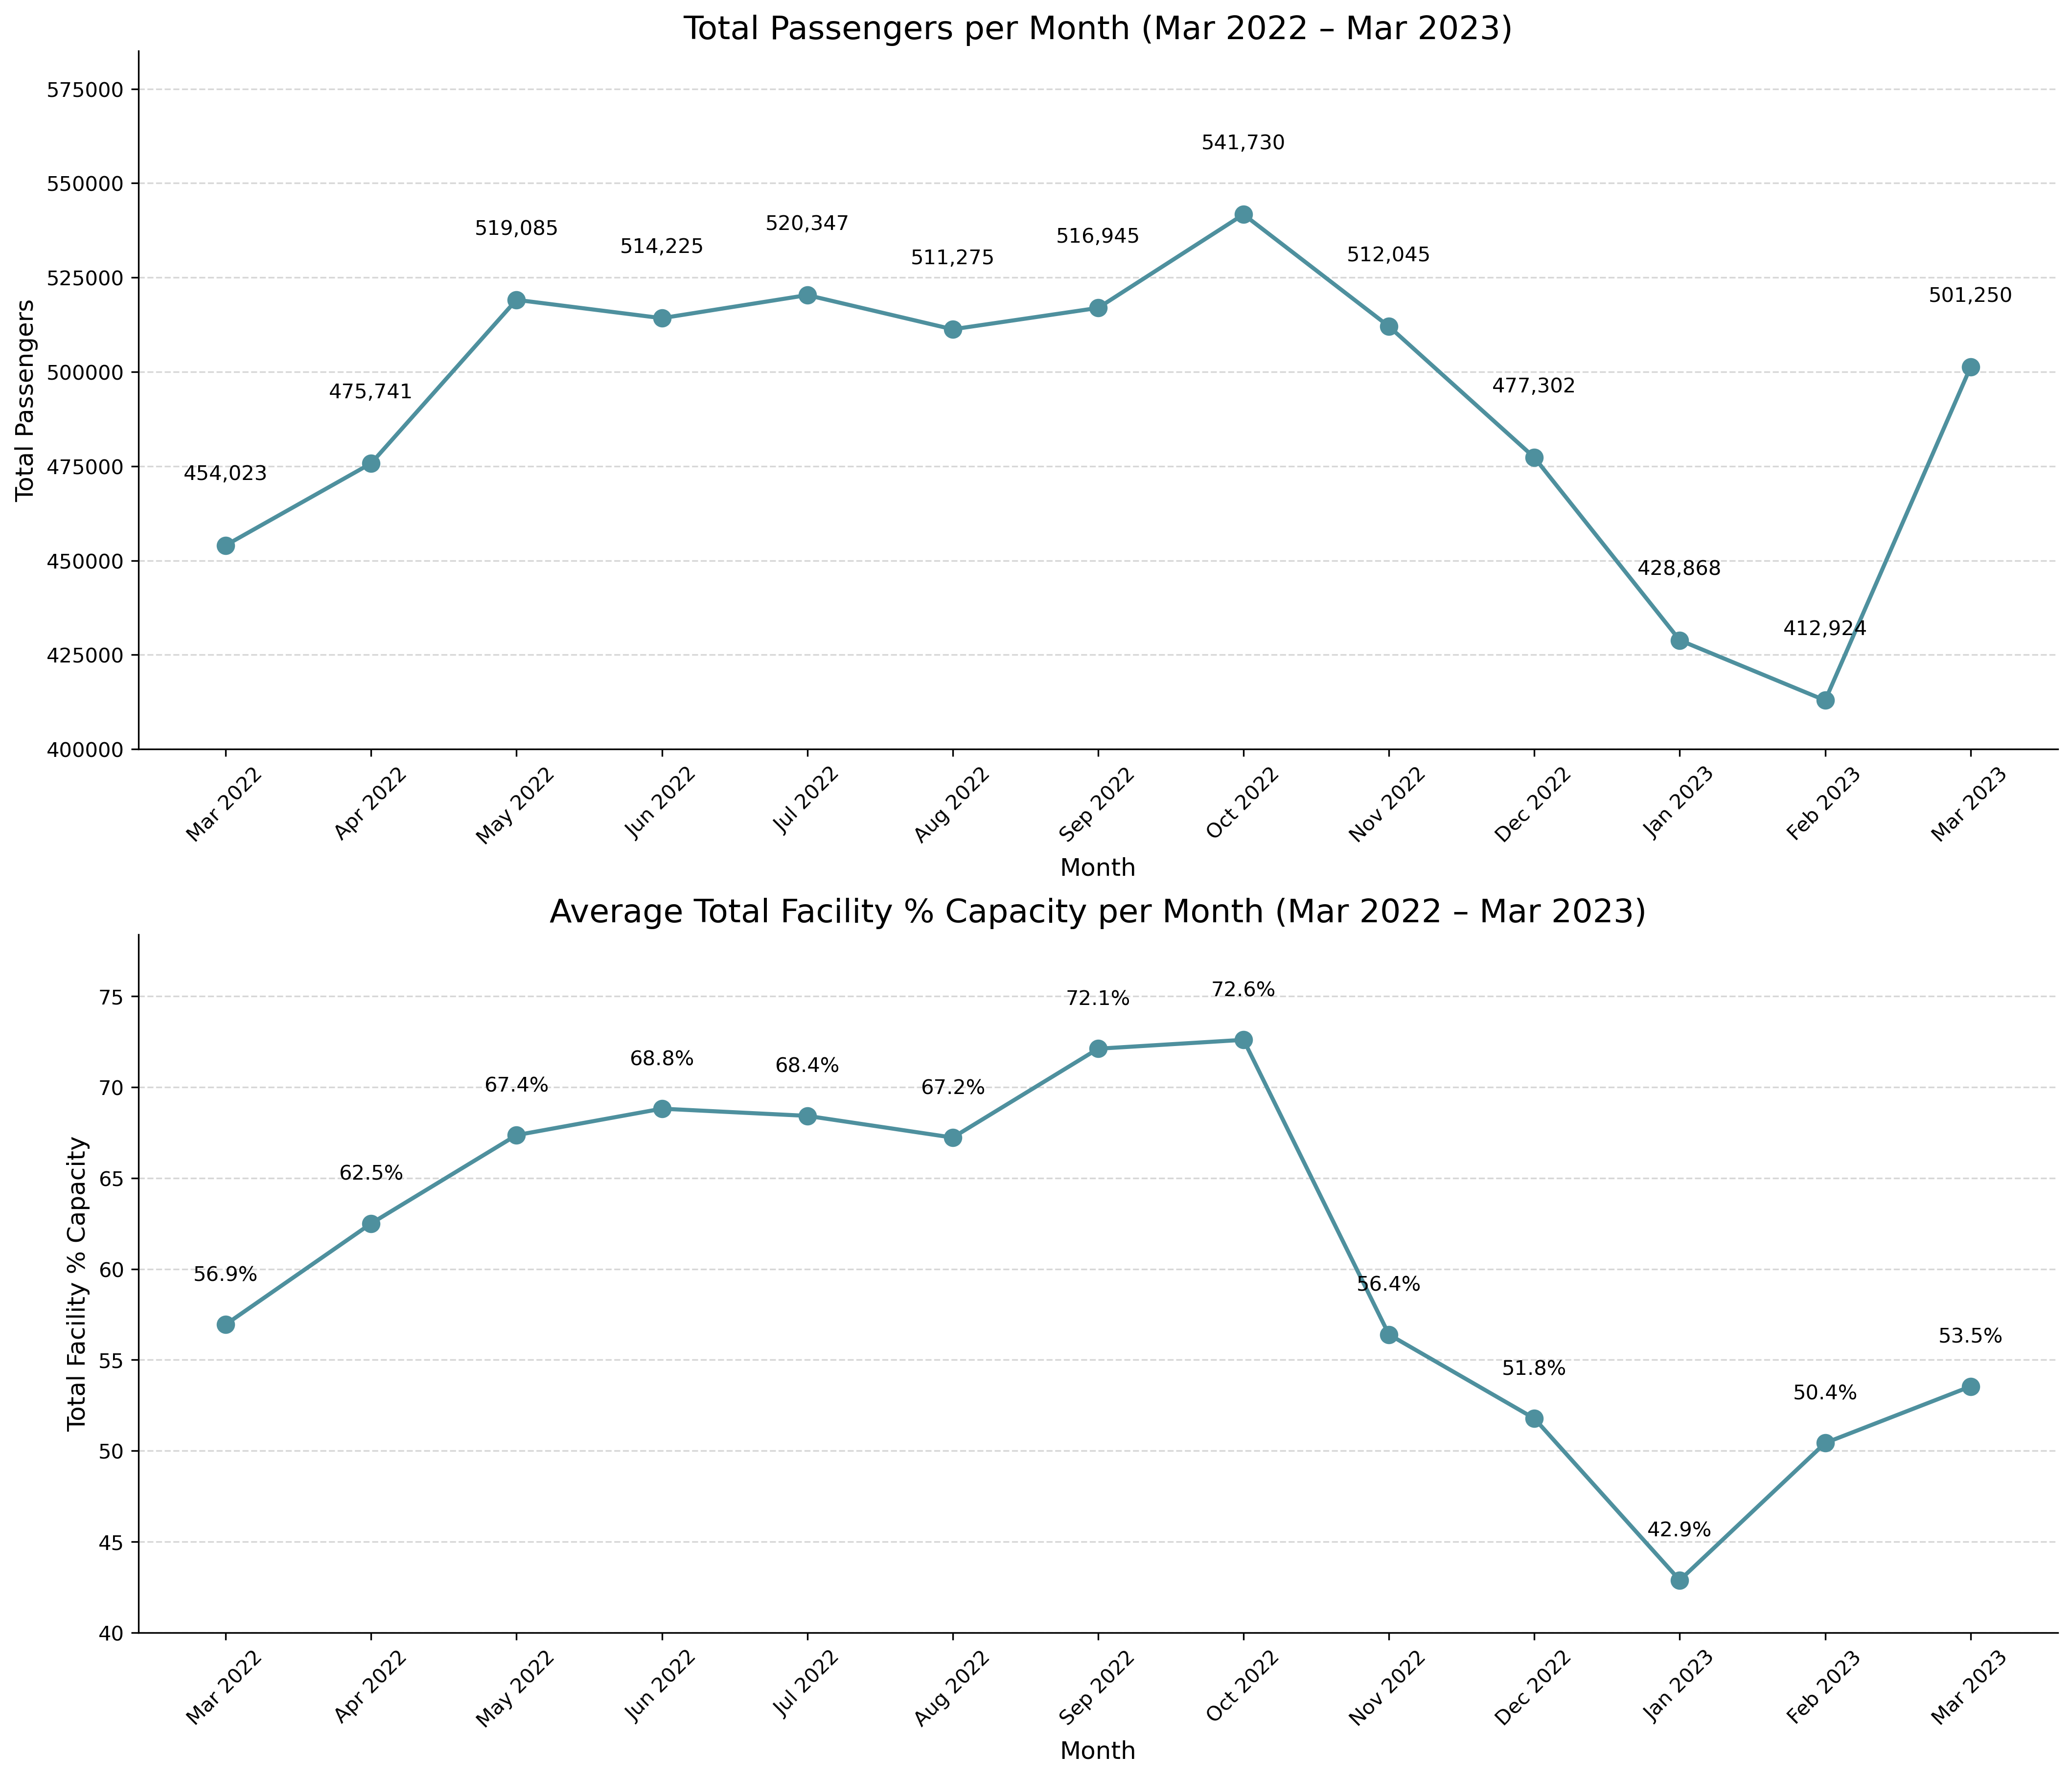 Total Passengers per Month (Mar 2022 – Mar 2023)
Total Passengers
575000
550000
525000
500000
475000
450000
425000
400000
454,023
475,741
519,085
514,225
520,347
511,275
516,945
541,730
512,045
477,302
428,868
412,924
501,250
Mar 2022
Apr 2022
May 2022
Jun 2022
Jul 2022
Aug 2022
Sep 2022
Oct 2022
Nov 2022
Dec 2022
Jan 2023
Feb 2023
Mar 2023
Month
Average Total Facility % Capacity per Month (Mar 2022 – Mar 2023)
Total Facility % Capacity
75
70
65
60
55
50
45
40
56.9%
62.5%
67.4%
68.8%
68.4%
67.2%
72.1%
72.6%
56.4%
51.8%
42.9%
50.4%
53.5%
Mar 2022
Apr 2022
May 2022
Jun 2022
Jul 2022
Aug 2022
Sep 2022
Oct 2022
Nov 2022
Dec 2022
Jan 2023
Feb 2023
Mar 2023
Month